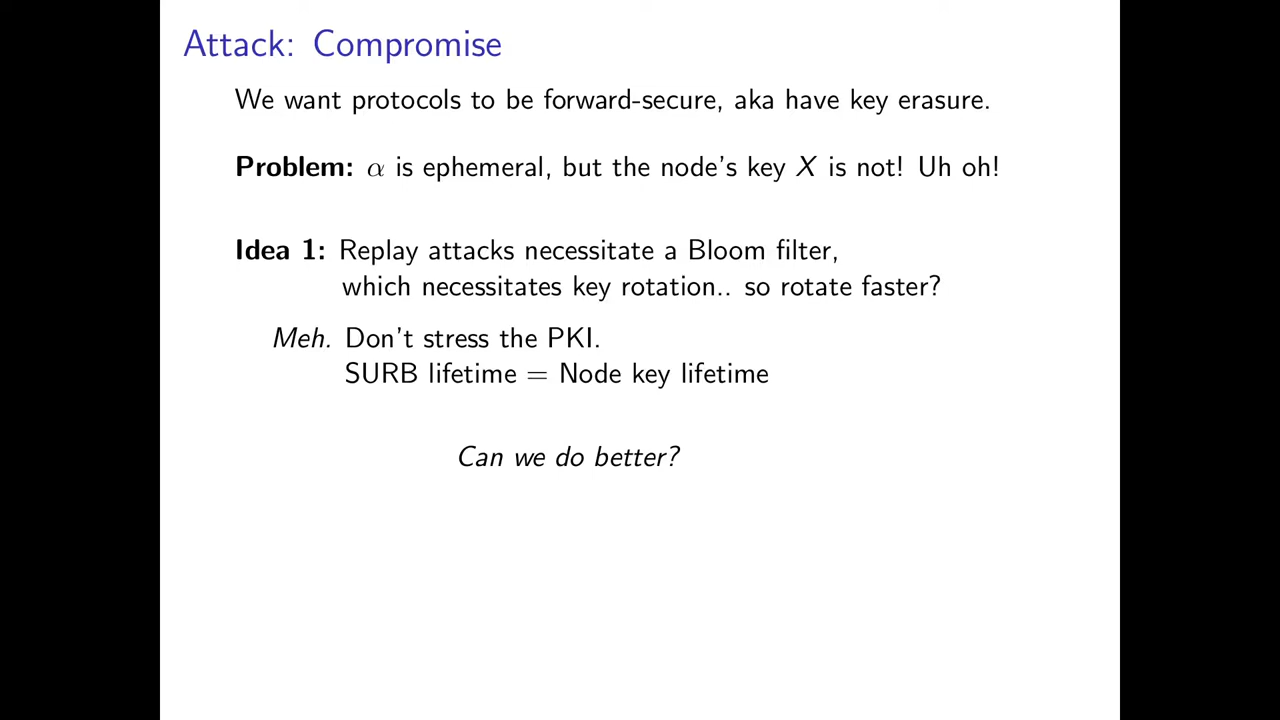 Attack: Compromise
We want protocols to be forward-secure, aka have key erasure.
Problem: α is ephemeral, but the node's key X is not! Uh oh!
Idea 1: Replay attacks necessitate a Bloom filter,
which necessitates key rotation.. so rotate faster?
Meh. Don't stress the PKI.
SURB lifetime = Node key lifetime
Can we do better?